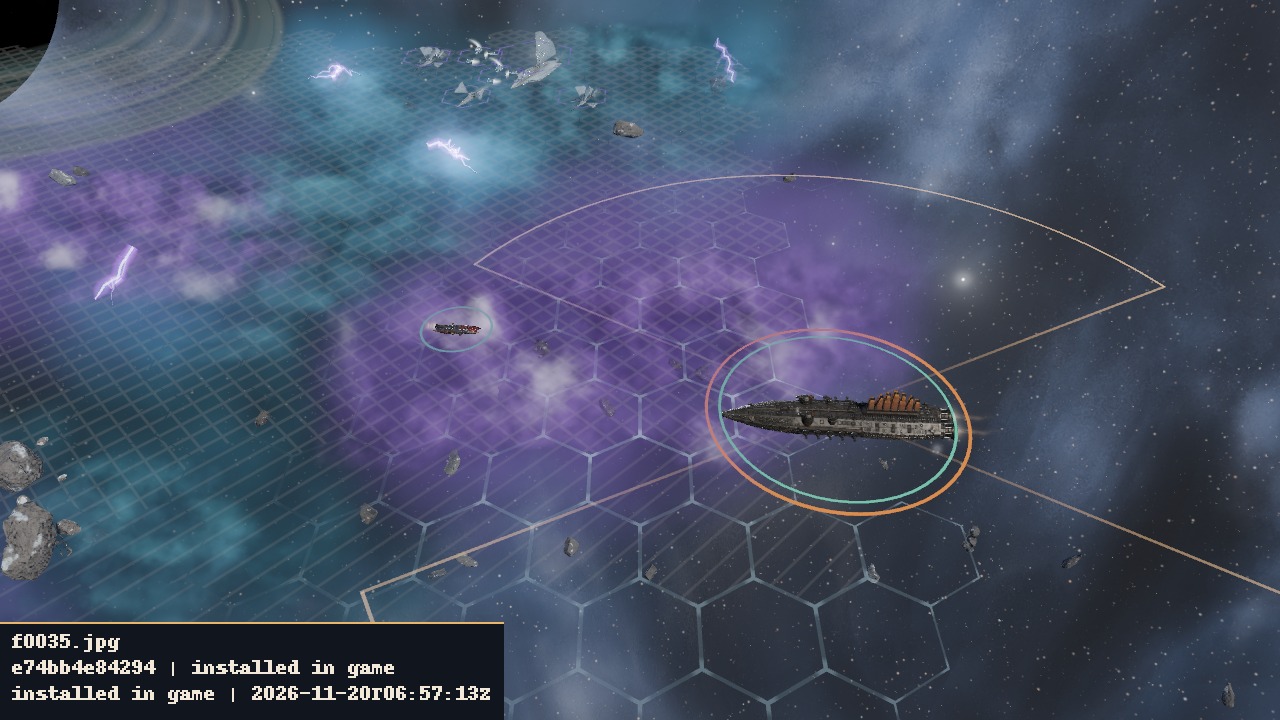 f0035.jpg
e74bb4e84294 | installed in game
installed in game | 2026-11-20T06:57:13Z